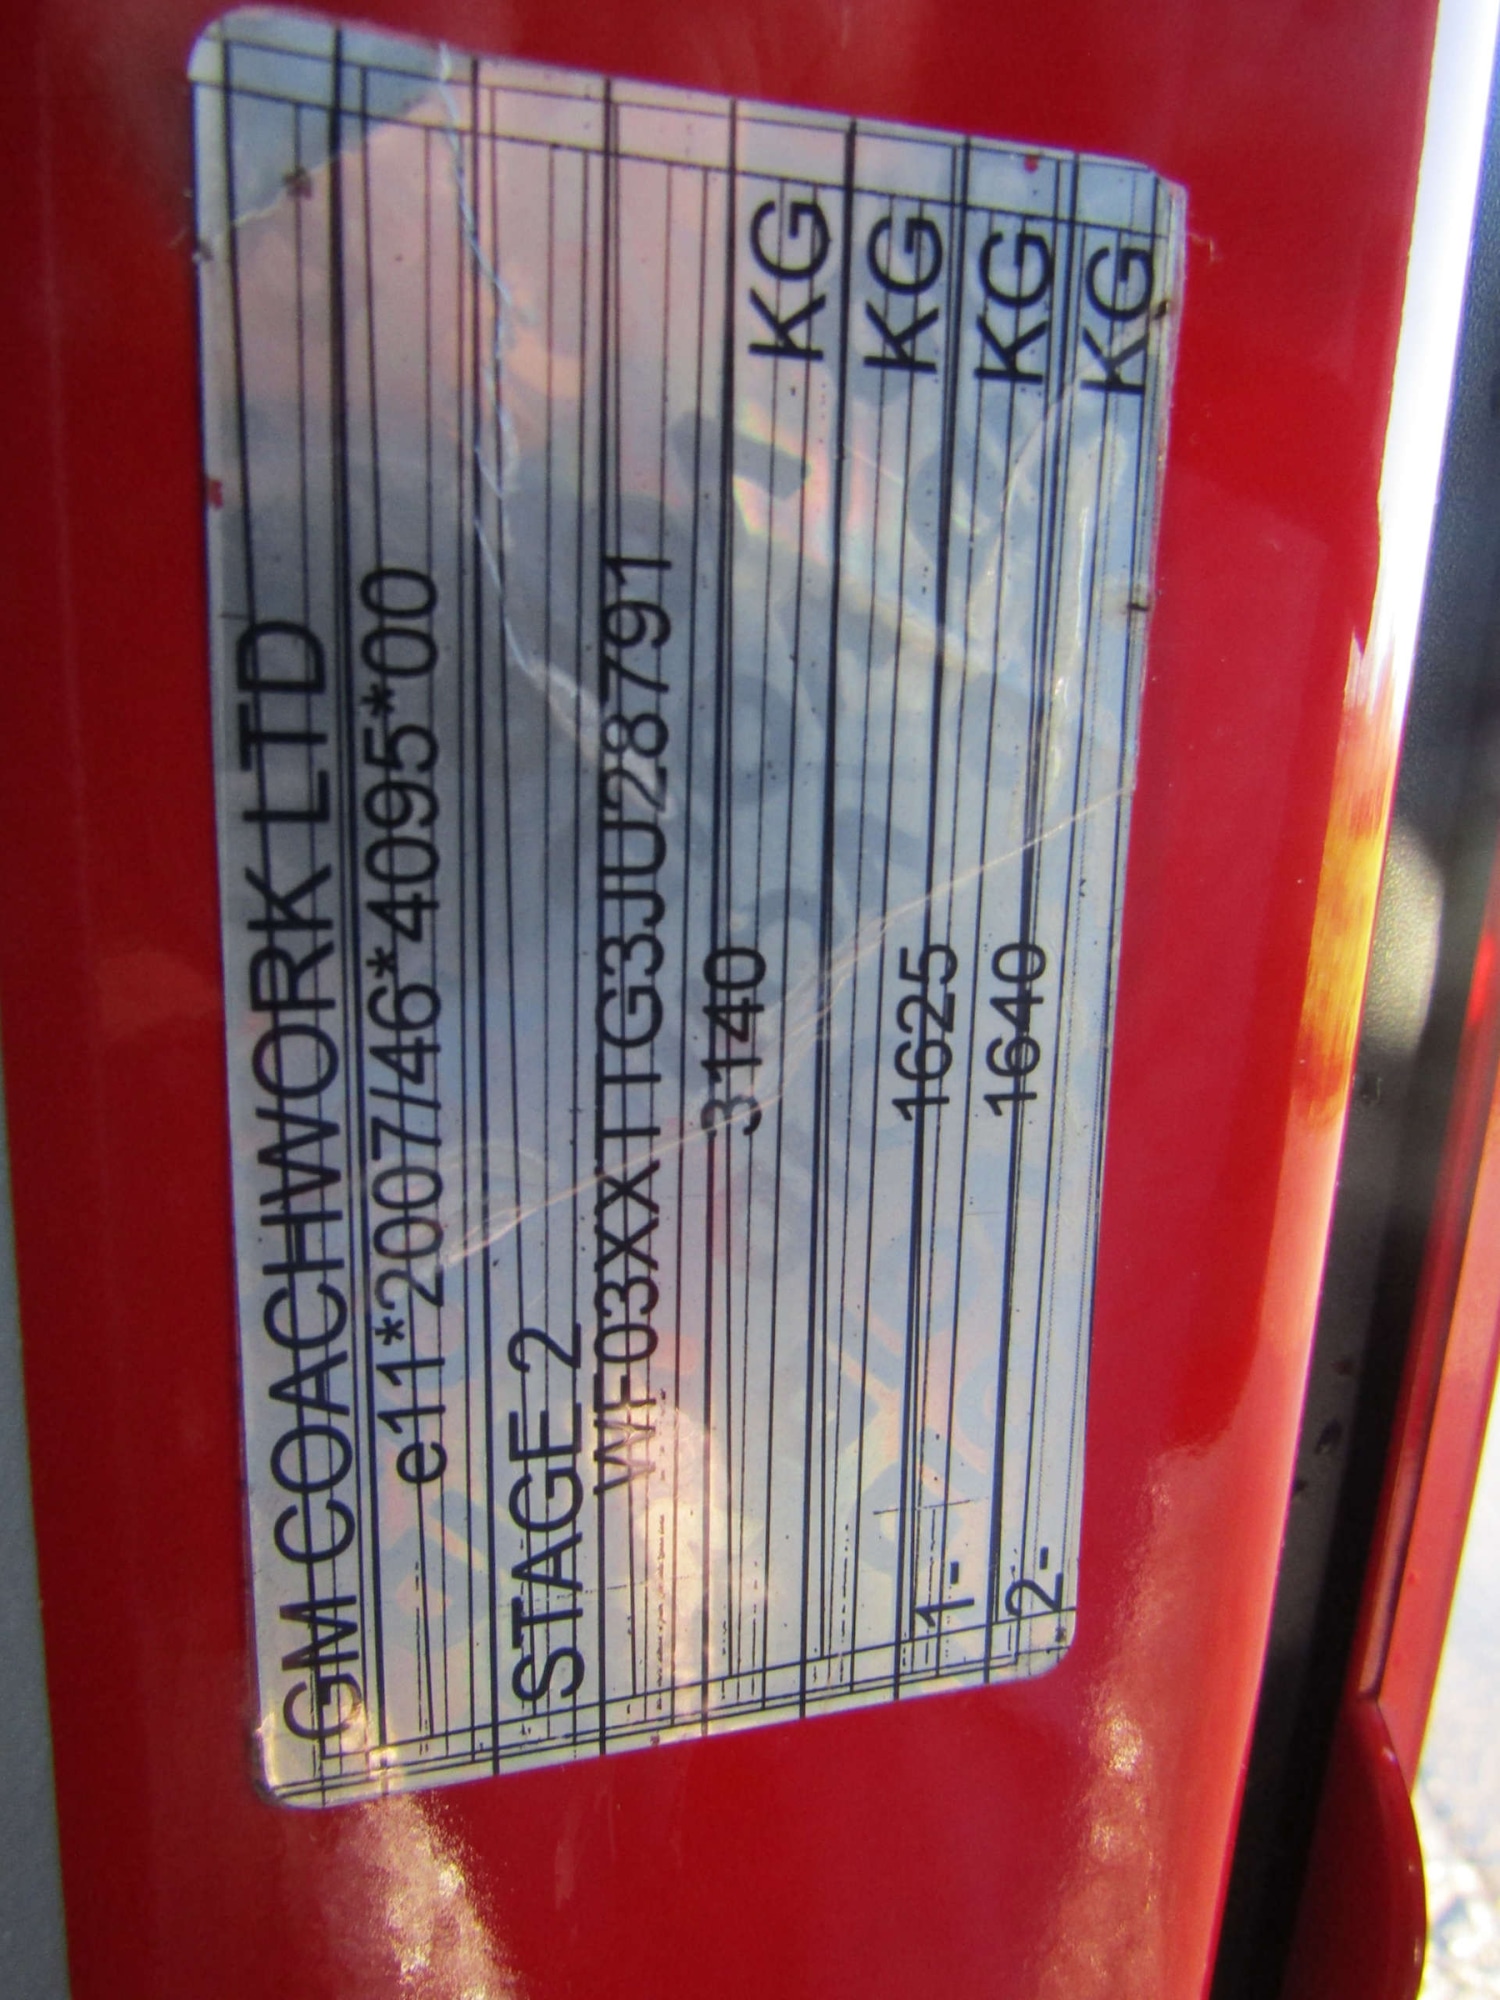 GM COACHWORK LTD
e11*2007/46*4095*00
STAGE 2
WF03XXTTG3JU28791
3140 KG
KG
1- 1625 KG
2- 1640 KG